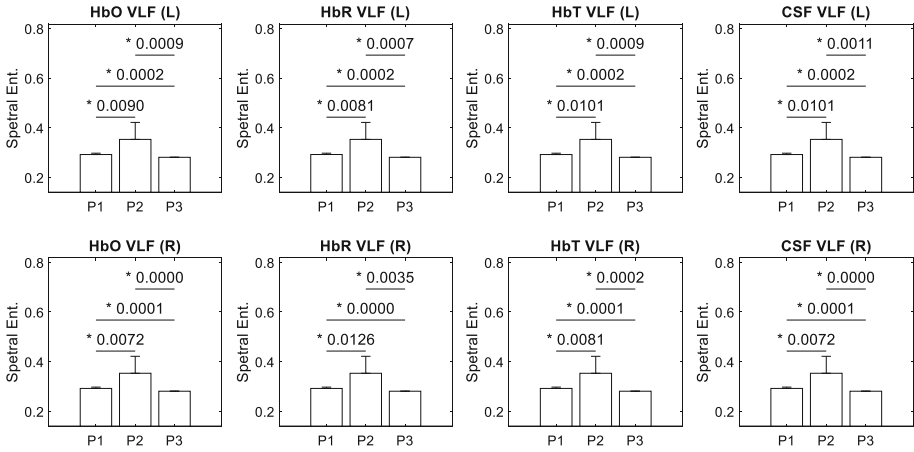 HbO VLF (L)
HbR VLF (L)
HbT VLF (L)
CSF VLF (L)
Spetral Ent.
0.8
0.6
0.4
0.2
* 0.0009
* 0.0002
* 0.0090
P1 P2 P3
Spetral Ent.
0.8
0.6
0.4
0.2
* 0.0007
* 0.0002
* 0.0081
P1 P2 P3
Spetral Ent.
0.8
0.6
0.4
0.2
* 0.0009
* 0.0002
* 0.0101
P1 P2 P3
Spetral Ent.
0.8
0.6
0.4
0.2
* 0.0011
* 0.0002
* 0.0101
P1 P2 P3
HbO VLF (R)
HbR VLF (R)
HbT VLF (R)
CSF VLF (R)
Spetral Ent.
0.8
0.6
0.4
0.2
* 0.0000
* 0.0001
* 0.0072
P1 P2 P3
Spetral Ent.
0.8
0.6
0.4
0.2
* 0.0035
* 0.0000
* 0.0126
P1 P2 P3
Spetral Ent.
0.8
0.6
0.4
0.2
* 0.0002
* 0.0001
* 0.0081
P1 P2 P3
Spetral Ent.
0.8
0.6
0.4
0.2
* 0.0000
* 0.0001
* 0.0072
P1 P2 P3